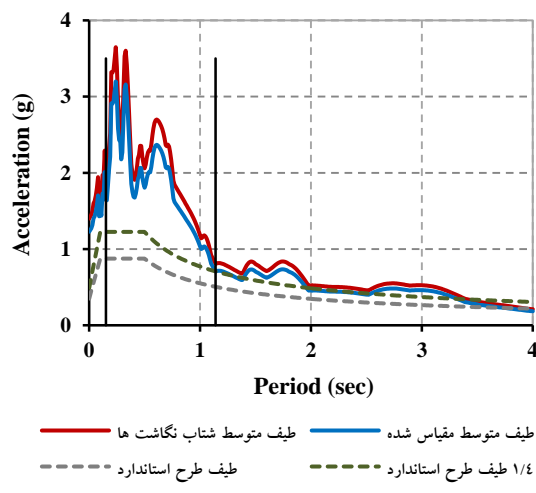 4
3
2
1
0
Acceleration (g)
0 1 2 3 4
Period (sec)
طیف متوسط شتاب نگاشت ها
طیف متوسط مقیاس شده
طیف طرح استاندارد
۱/٤ طیف طرح استاندارد